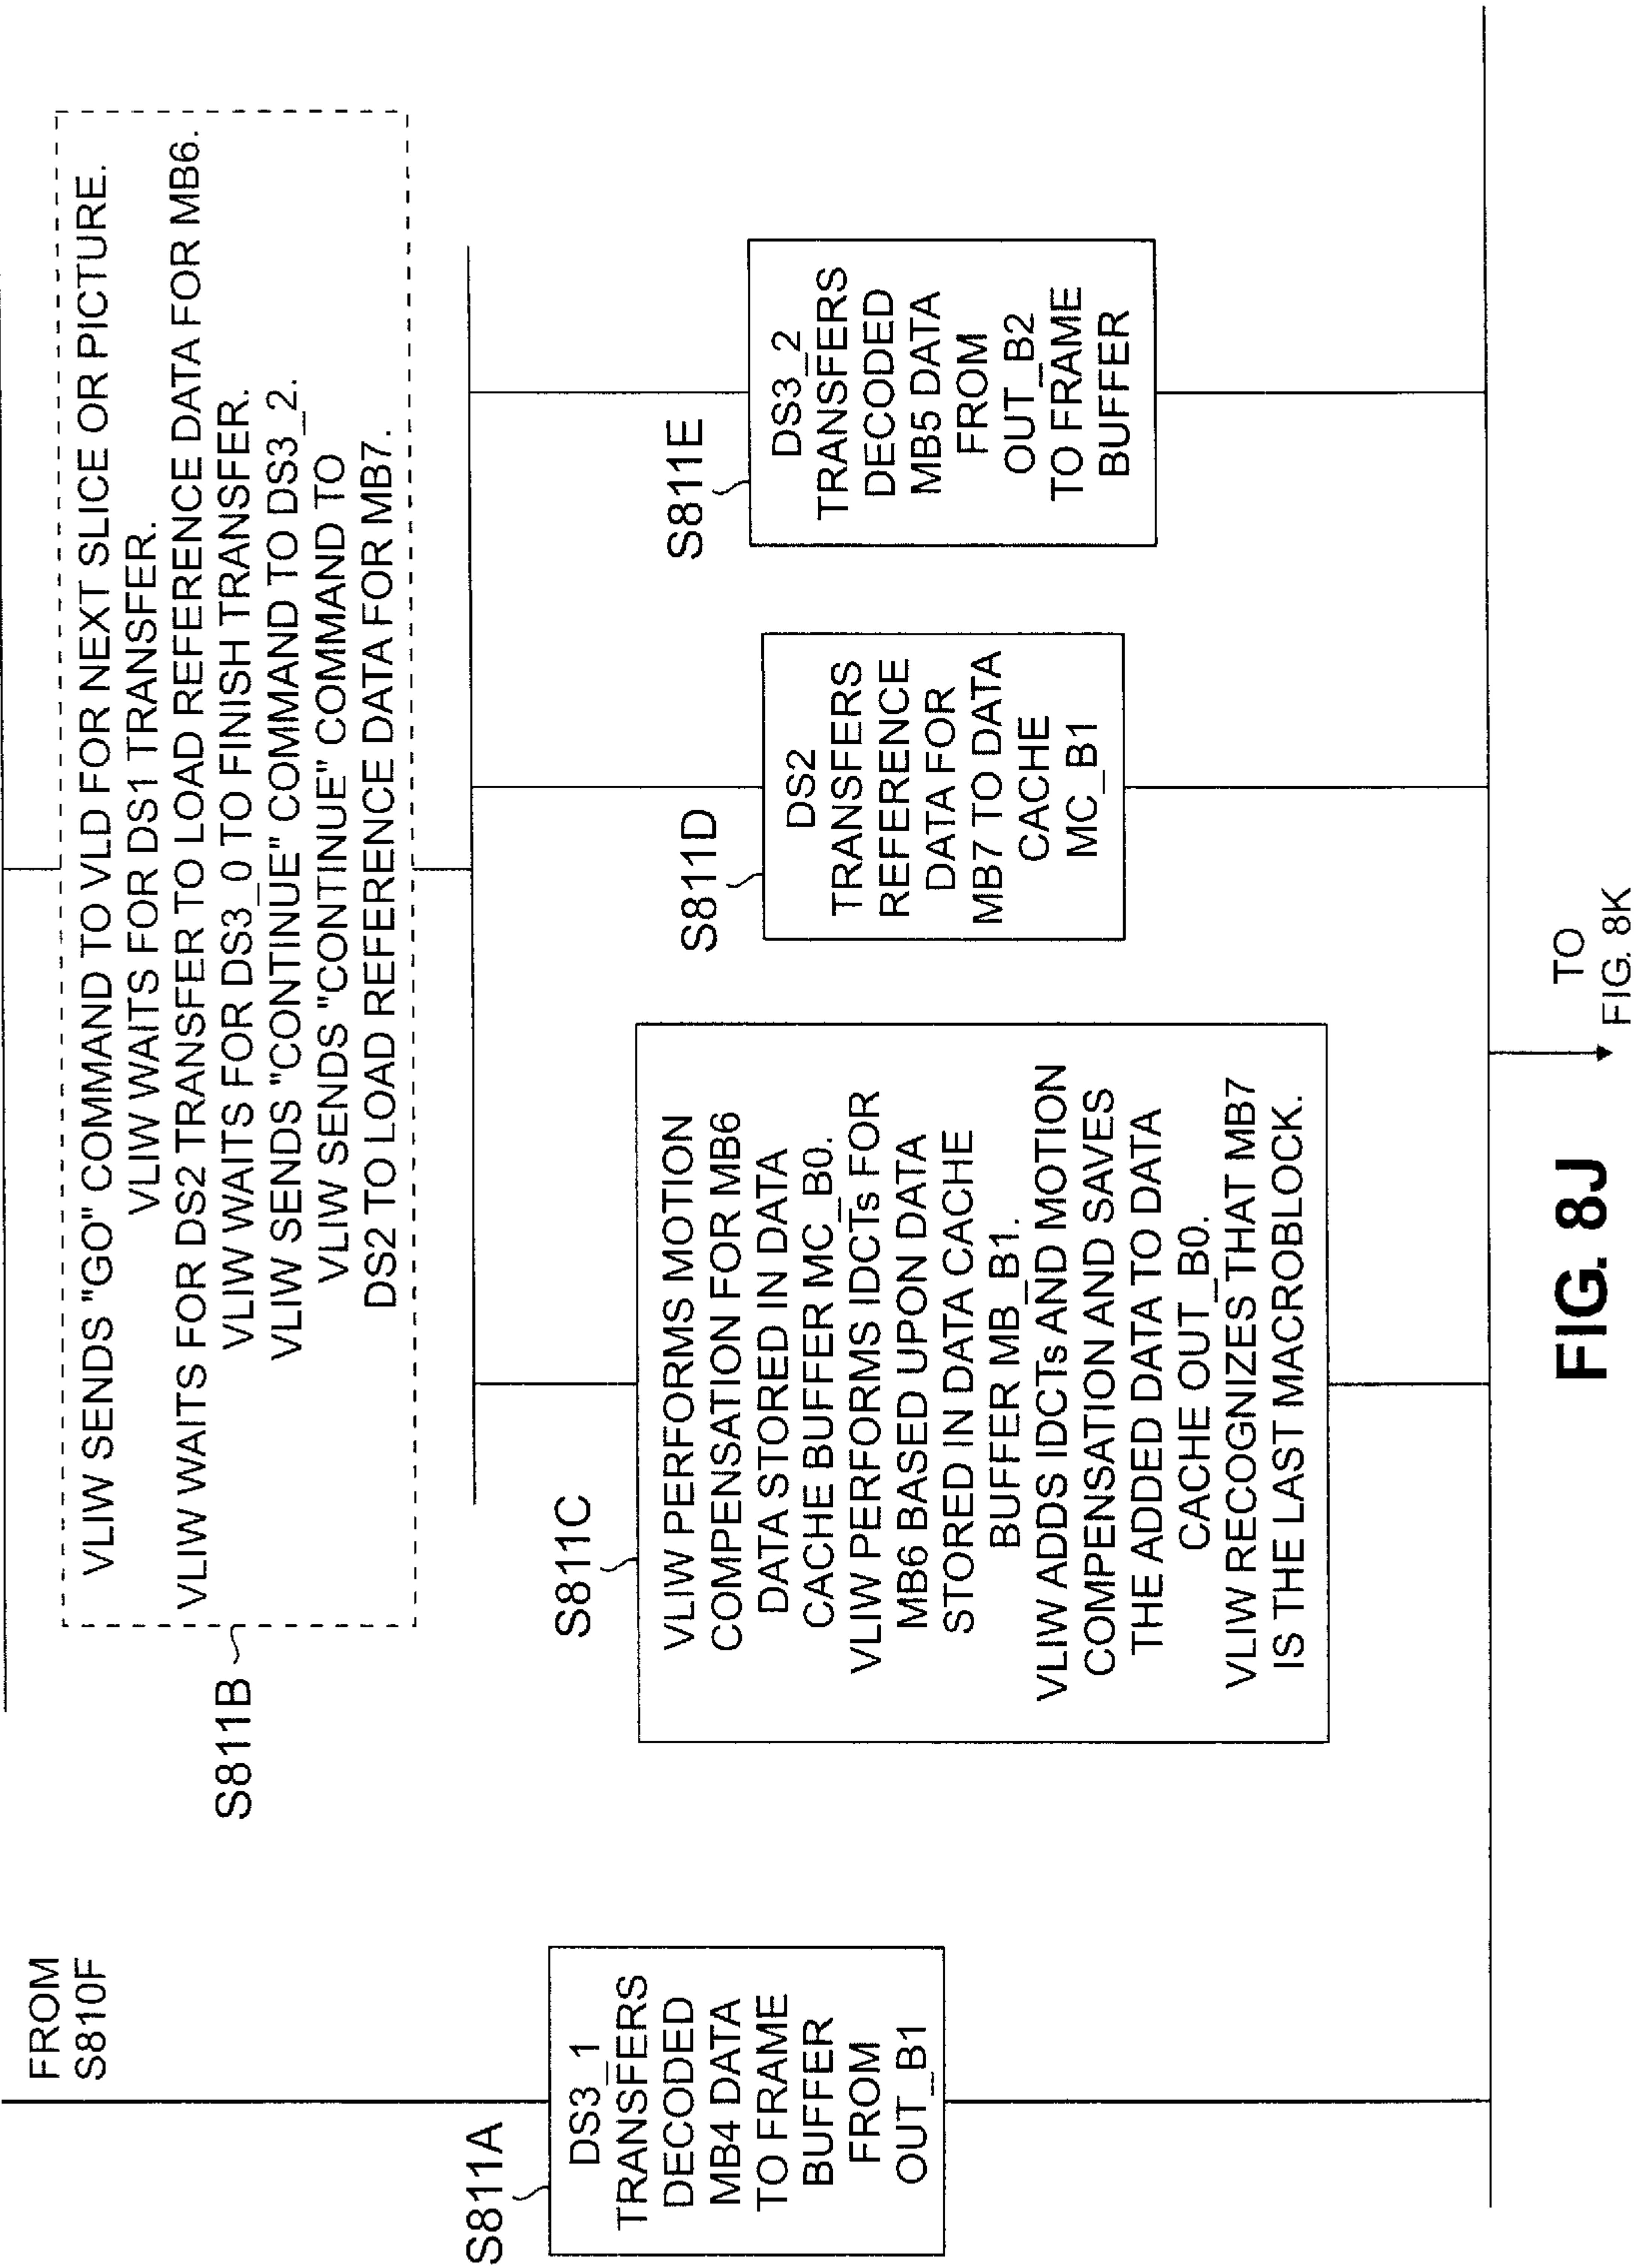 FROM
S810F
S811B
VLIW SENDS "GO" COMMAND TO VLD FOR NEXT SLICE OR PICTURE.
VLIW WAITS FOR DS1 TRANSFER.
VLIW WAITS FOR DS2 TRANSFER TO LOAD REFERENCE DATA FOR MB6.
VLIW WAITS FOR DS3_0 TO FINISH TRANSFER.
VLIW SENDS "CONTINUE" COMMAND TO DS3_2.
VLIW SENDS "CONTINUE" COMMAND TO
DS2 TO LOAD REFERENCE DATA FOR MB7.
S811A
DS3_1
TRANSFERS
DECODED
MB4 DATA
TO FRAME
BUFFER
FROM
OUT_B1
S811C
VLIW PERFORMS MOTION
COMPENSATION FOR MB6
DATA STORED IN DATA
CACHE BUFFER MC_B0.
VLIW PERFORMS IDCTs FOR
MB6 BASED UPON DATA
STORED IN DATA CACHE
BUFFER MB_B1.
VLIW ADDS IDCTs AND MOTION
COMPENSATION AND SAVES
THE ADDED DATA TO DATA
CACHE OUT_B0.
VLIW RECOGNIZES THAT MB7
IS THE LAST MACROBLOCK.
S811D
DS2
TRANSFERS
REFERENCE
DATA FOR
MB7 TO DATA
CACHE
MC_B1
S811E
DS3_2
TRANSFERS
DECODED
MB5 DATA
FROM
OUT_B2
TO FRAME
BUFFER
TO
FIG. 8K
FIG. 8J